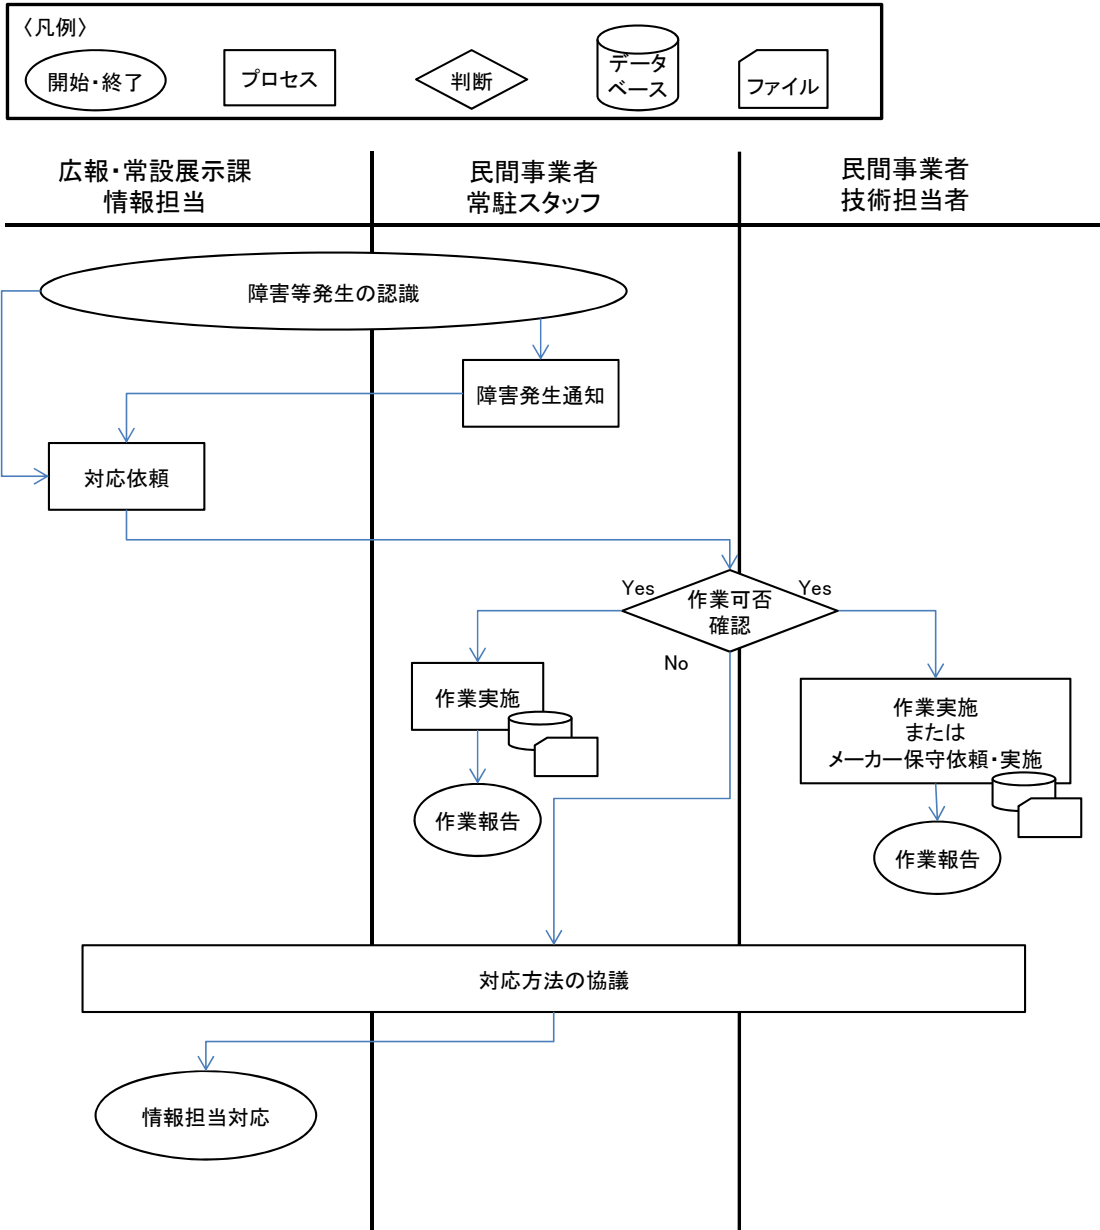 〈凡例〉
開始・終了
プロセス
判断
データ
ベース
ファイル
広報・常設展示課
情報担当
民間事業者
常駐スタッフ
民間事業者
技術担当者
障害等発生の認識
障害発生通知
対応依頼
Yes
作業可否
確認
Yes
No
作業実施
作業実施
または
メーカー保守依頼・実施
作業報告
作業報告
対応方法の協議
情報担当対応